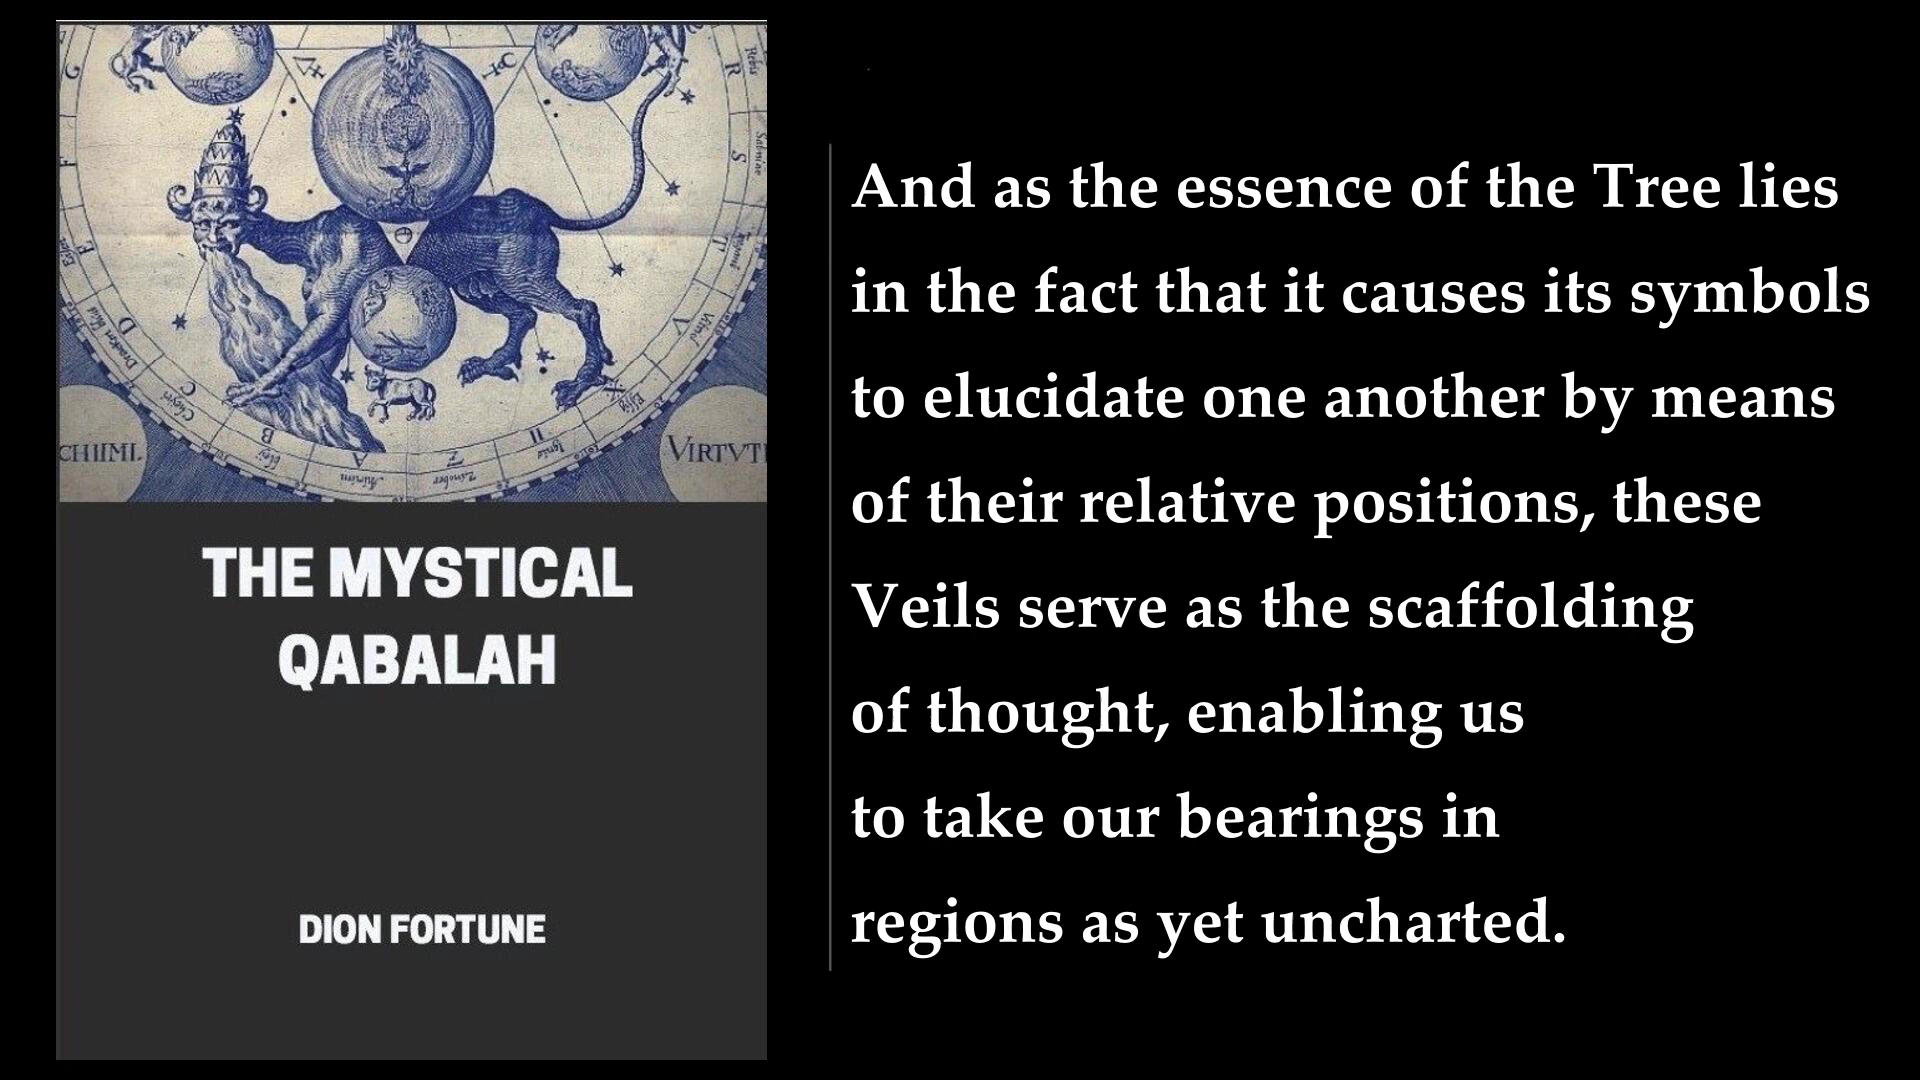 CHIIMI.
VIRTVTI
THE MYSTICAL
QABALAH
DION FORTUNE
And as the essence of the Tree lies
in the fact that it causes its symbols
to elucidate one another by means
of their relative positions, these
Veils serve as the scaffolding
of thought, enabling us
to take our bearings in
regions as yet uncharted.